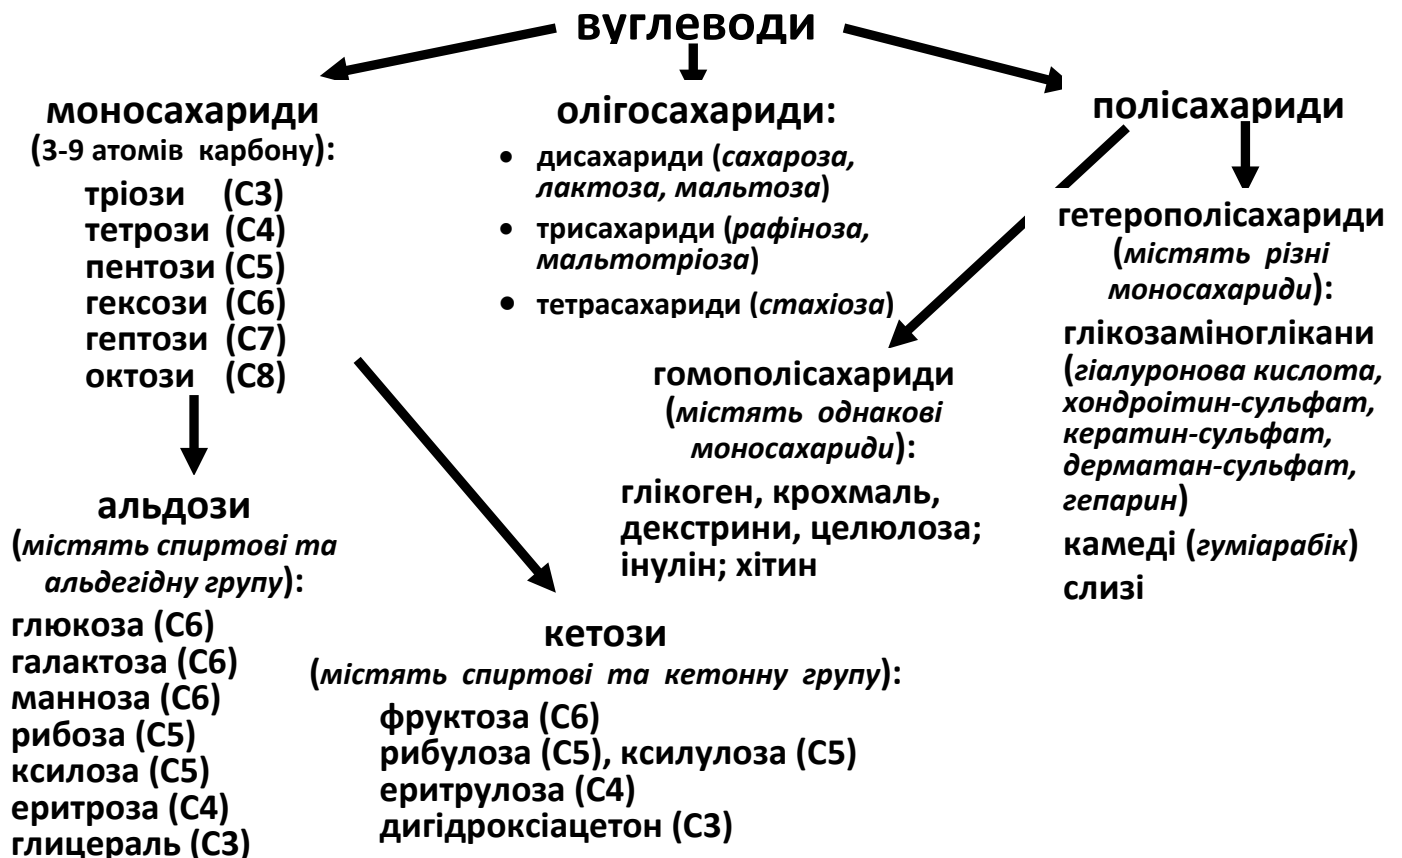 вуглеводи
моносахариди
(3-9 атомів карбону):
тріози (С3)
тетрози (С4)
пентози (С5)
гексози (С6)
гептози (С7)
октози (С8)
альдози
(містять спиртові та
альдегідну групу):
глюкоза (С6)
галактоза (С6)
манноза (С6)
рибоза (С5)
ксилоза (С5)
еритроза (С4)
глицераль (С3)
кетози
(містять спиртові та кетонну групу):
фруктоза (С6)
рибулоза (С5), ксилулоза (С5)
еритрулоза (С4)
дигідроксіацетон (С3)
олігосахариди:
• дисахариди (сахароза,
лактоза, мальтоза)
• трисахариди (рафіноза,
мальтотріоза)
• тетрасахариди (стахіоза)
полісахариди
гомополісахариди
(містять однакові
моносахариди):
глікоген, крохмаль,
декстрини, целюлоза;
інулін; хітин
гетерополісахариди
(містять різні
моносахариди):
глікозаміноглікани
(гіалуронова кислота,
хондроітин-сульфат,
кератин-сульфат,
дерматан-сульфат,
гепарин)
камеді (гуміарабік)
слизі